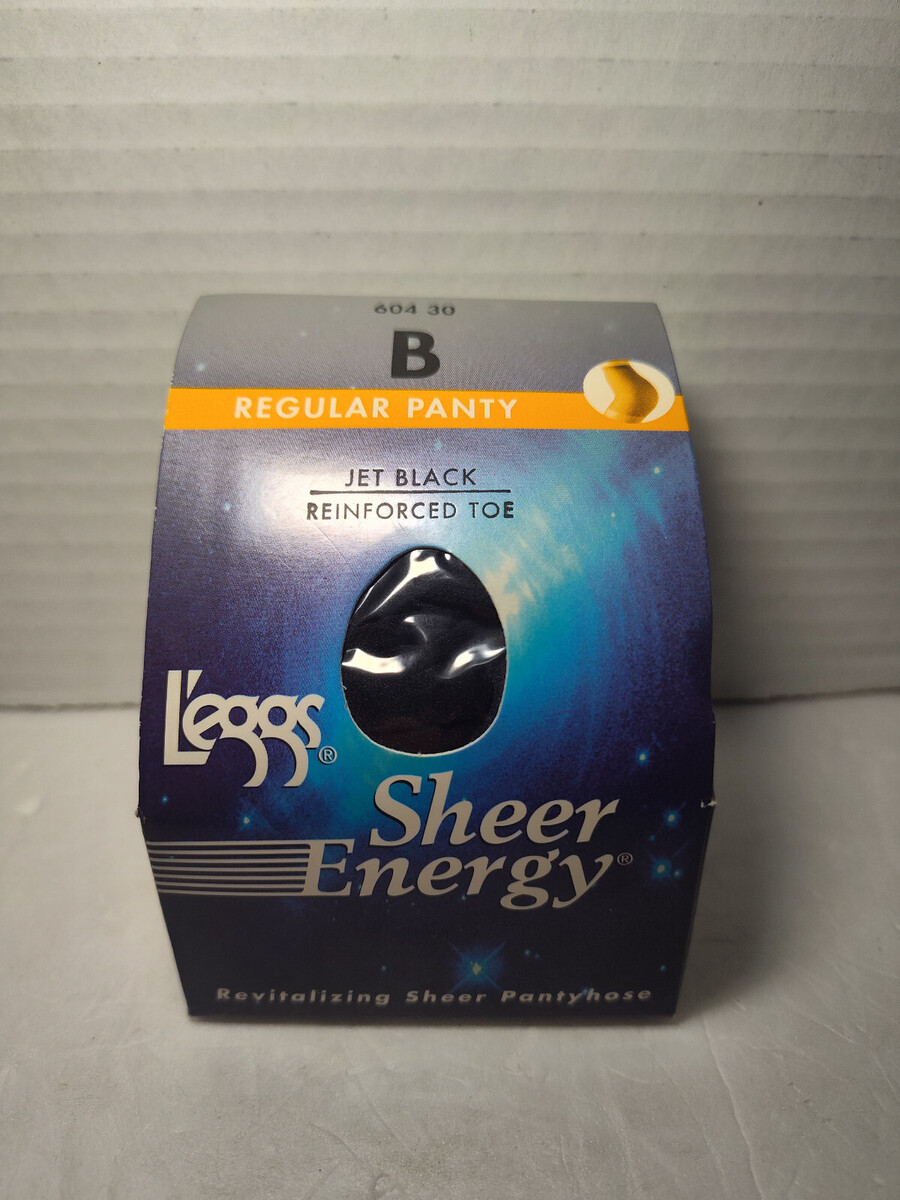 604 30
B
REGULAR PANTY
JET BLACK
REINFORCED TOE
L'eggs®
Sheer
Energy®
Revitalizing Sheer Pantyhose